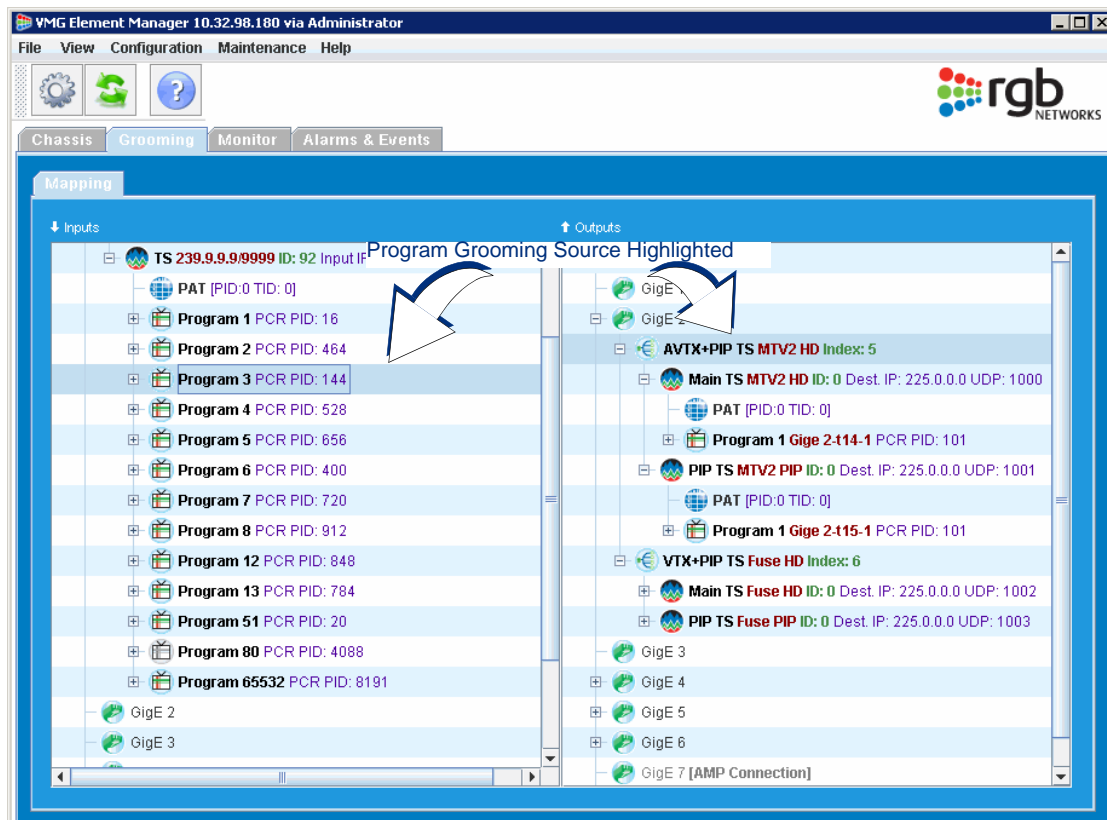 VMG Element Manager 10.32.98.180 via Administrator
File View Configuration Maintenance Help
?
rgb
NETWORKS
Chassis Grooming Monitor Alarms & Events
Mapping
Inputs
Outputs
Program Grooming Source Highlighted
TS 239.9.9.9/9999 ID: 92 Input
PAT [PID:0 TID: 0]
Program 1 PCR PID: 16
Program 2 PCR PID: 464
Program 3 PCR PID: 144
Program 4 PCR PID: 528
Program 5 PCR PID: 656
Program 6 PCR PID: 400
Program 7 PCR PID: 720
Program 8 PCR PID: 912
Program 12 PCR PID: 848
Program 13 PCR PID: 784
Program 51 PCR PID: 20
Program 80 PCR PID: 4088
Program 65532 PCR PID: 8191
GigE 2
GigE 3
GigE 1
GigE 2
AVTX+PIP TS MTV2 HD Index: 5
Main TS MTV2 HD ID: 0 Dest. IP: 225.0.0.0 UDP: 1000
PAT [PID:0 TID: 0]
Program 1 Gige 2-t14-1 PCR PID: 101
PIP TS MTV2 PIP ID: 0 Dest. IP: 225.0.0.0 UDP: 1001
PAT [PID:0 TID: 0]
Program 1 Gige 2-t15-1 PCR PID: 101
VTX+PIP TS Fuse HD Index: 6
Main TS Fuse HD ID: 0 Dest. IP: 225.0.0.0 UDP: 1002
PIP TS Fuse PIP ID: 0 Dest. IP: 225.0.0.0 UDP: 1003
GigE 3
GigE 4
GigE 5
GigE 6
GigE 7 [AMP Connection]